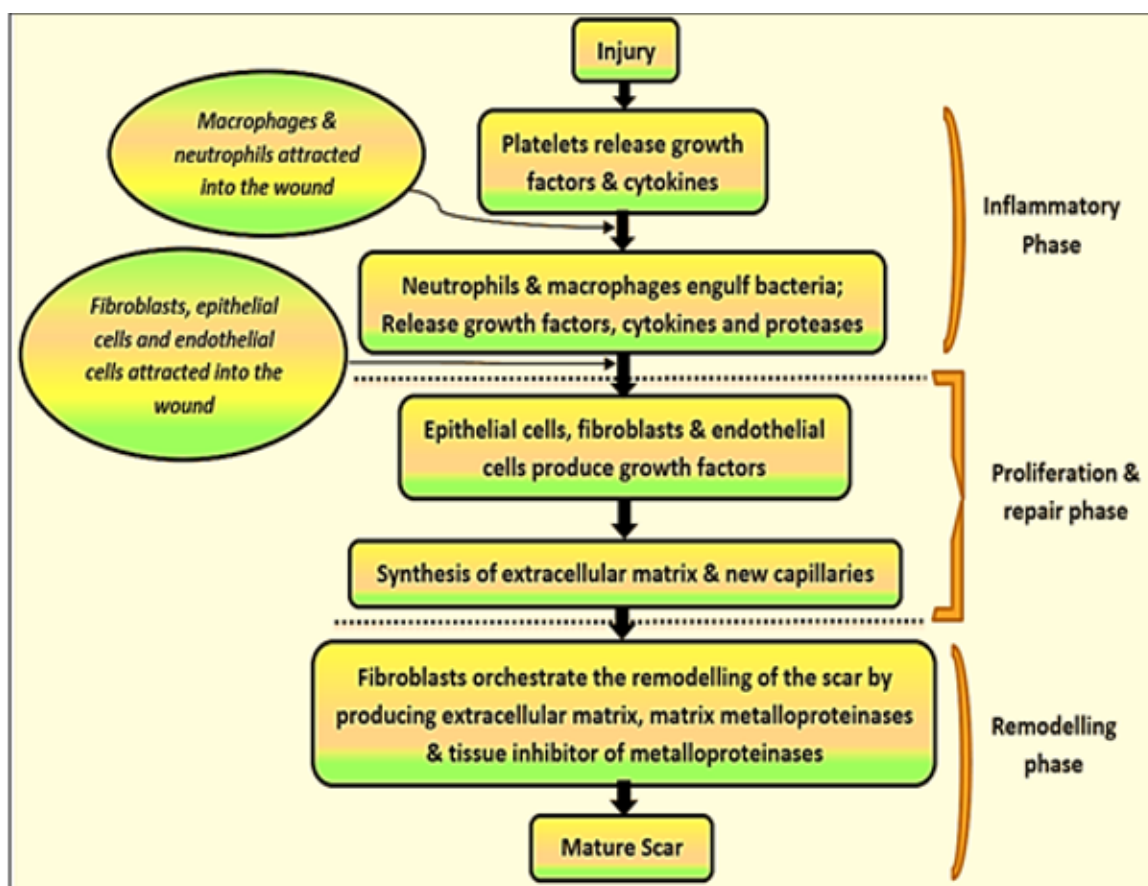 Injury
Macrophages &
neutrophils attracted
into the wound
Platelets release growth
factors & cytokines
Inflammatory
Phase
Neutrophils & macrophages engulf bacteria;
Release growth factors, cytokines and proteases
Fibroblasts, epithelial
cells and endothelial
cells attracted into the
wound
Epithelial cells, fibroblasts & endothelial
cells produce growth factors
Proliferation &
repair phase
Synthesis of extracellular matrix & new capillaries
Fibroblasts orchestrate the remodelling of the scar by
producing extracellular matrix, matrix metalloproteinases
& tissue inhibitor of metalloproteinases
Remodelling
phase
Mature Scar